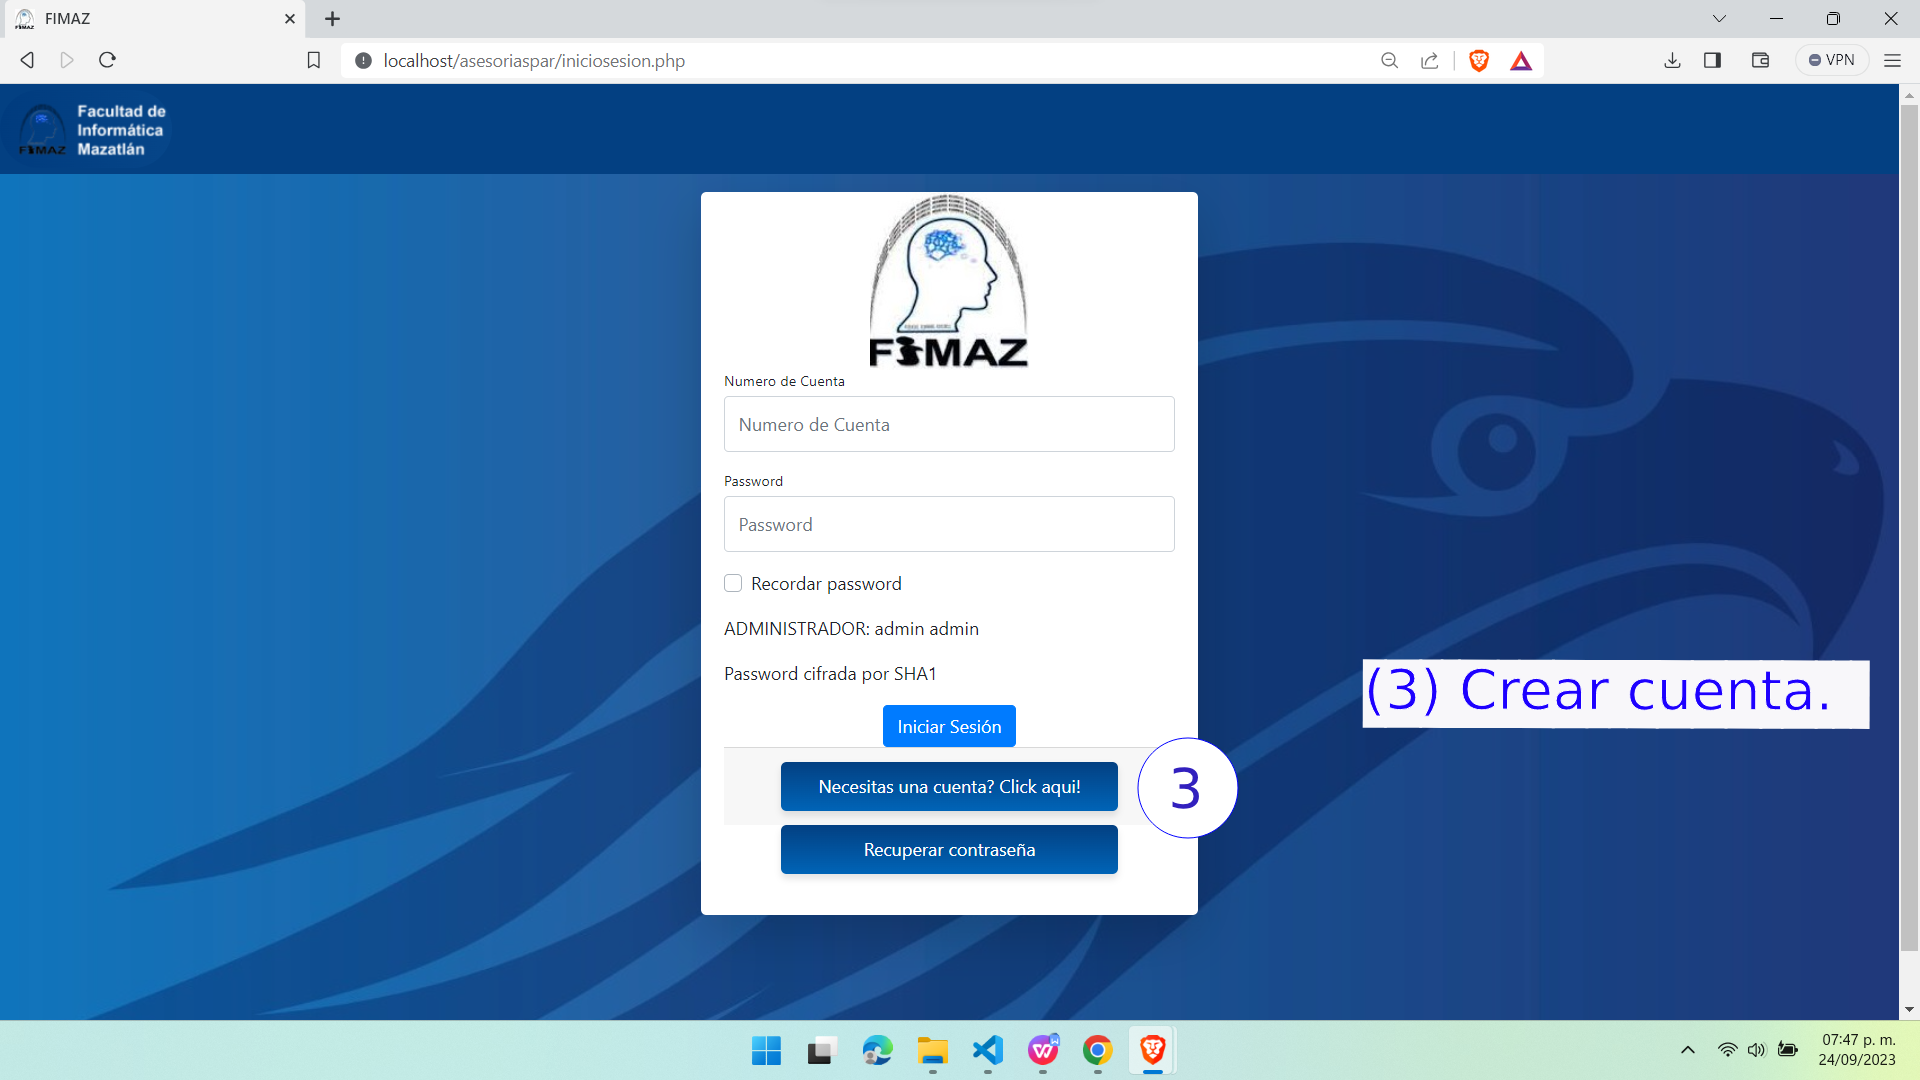 FIMAZ
localhost/asesoriaspar/iniciosesion.php
VPN
Facultad de
Informática
Mazatlán
FIMAZ
FIMAZ
Numero de Cuenta
Numero de Cuenta
Password
Password
Recordar password
ADMINISTRADOR: admin admin
Password cifrada por SHA1
(3) Crear cuenta.
Iniciar Sesión
Necesitas una cuenta? Click aqui!
3
Recuperar contraseña
07:47 p. m.
24/09/2023